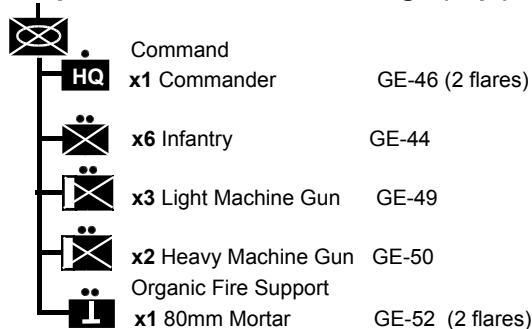 Command
HQ x1 Commander GE-46 (2 flares)
x6 Infantry GE-44
x3 Light Machine Gun GE-49
x2 Heavy Machine Gun GE-50
Organic Fire Support
x1 80mm Mortar GE-52 (2 flares)